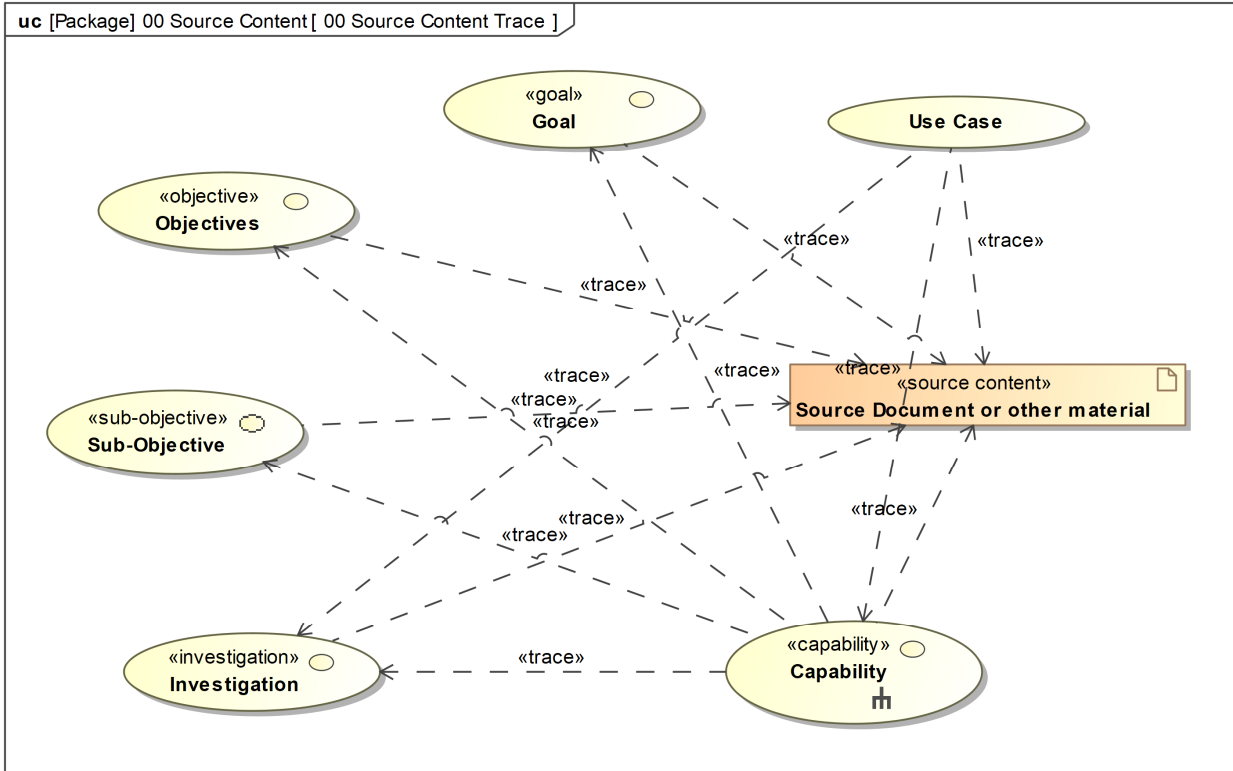 uc [Package] 00 Source Content [ 00 Source Content Trace ]
«goal»
Goal
Use Case
«objective»
Objectives
«trace»
«trace»
«trace»
«trace»
«trace»
«trace»
«source content»
Source Document or other material
«trace»
«trace»
«sub-objective»
Sub-Objective
«trace»
«trace»
«trace»
«investigation»
Investigation
«trace»
«capability»
Capability